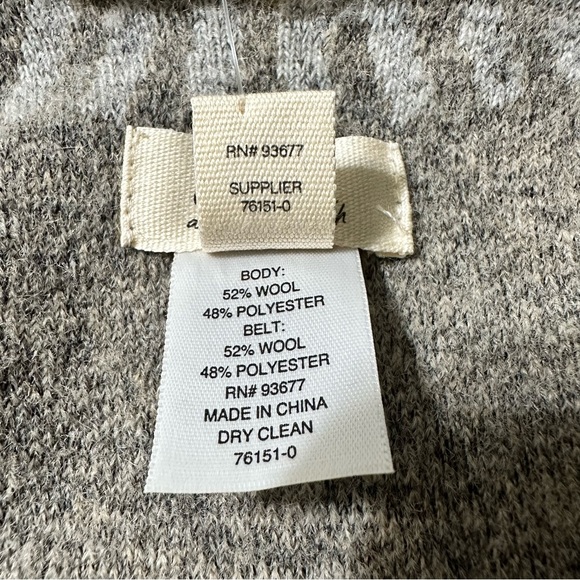 RN# 93677
SUPPLIER
76151-0
BODY:
52% WOOL
48% POLYESTER
BELT:
52% WOOL
48% POLYESTER
RN# 93677
MADE IN CHINA
DRY CLEAN
76151-0